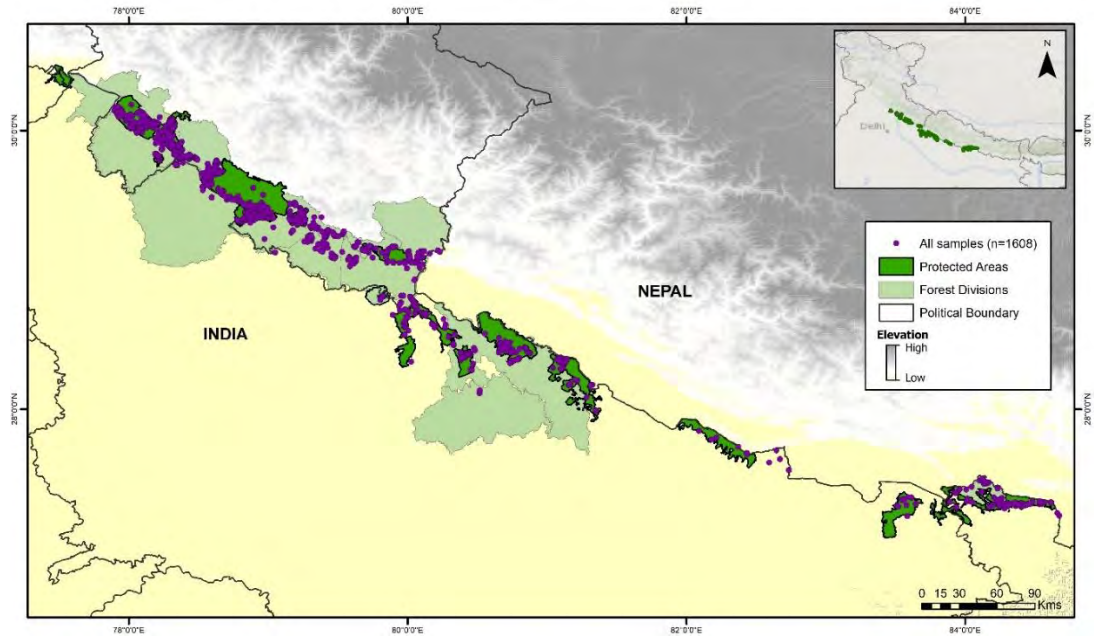 78°0'0"E
80°0'0"E
82°0'0"E
84°0'0"E
N
Delhi
30°0'0"N
30°0'0"N
All samples (n=1608)
Protected Areas
Forest Divisions
Political Boundary
Elevation
High
Low
NEPAL
INDIA
28°0'0"N
28°0'0"N
0 15 30 60 90
Kms
78°0'0"E
80°0'0"E
82°0'0"E
84°0'0"E